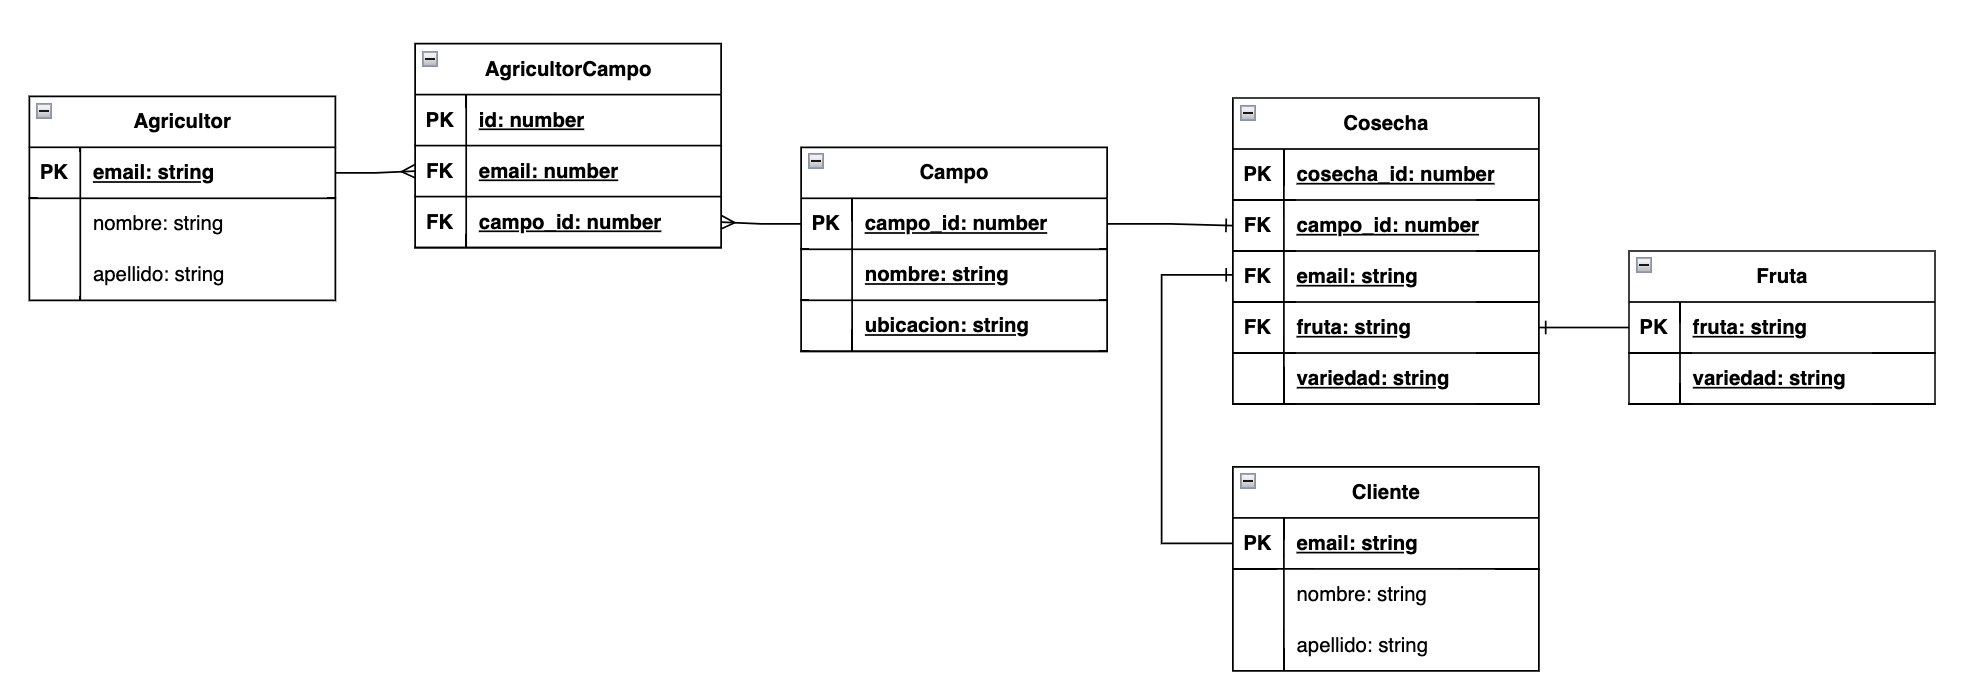 Agricultor
PK email: string
nombre: string
apellido: string
AgricultorCampo
PK id: number
FK email: number
FK campo_id: number
Campo
PK campo_id: number
nombre: string
ubicacion: string
Cosecha
PK cosecha_id: number
FK campo_id: number
FK email: string
FK fruta: string
variedad: string
Fruta
PK fruta: string
variedad: string
Cliente
PK email: string
nombre: string
apellido: string